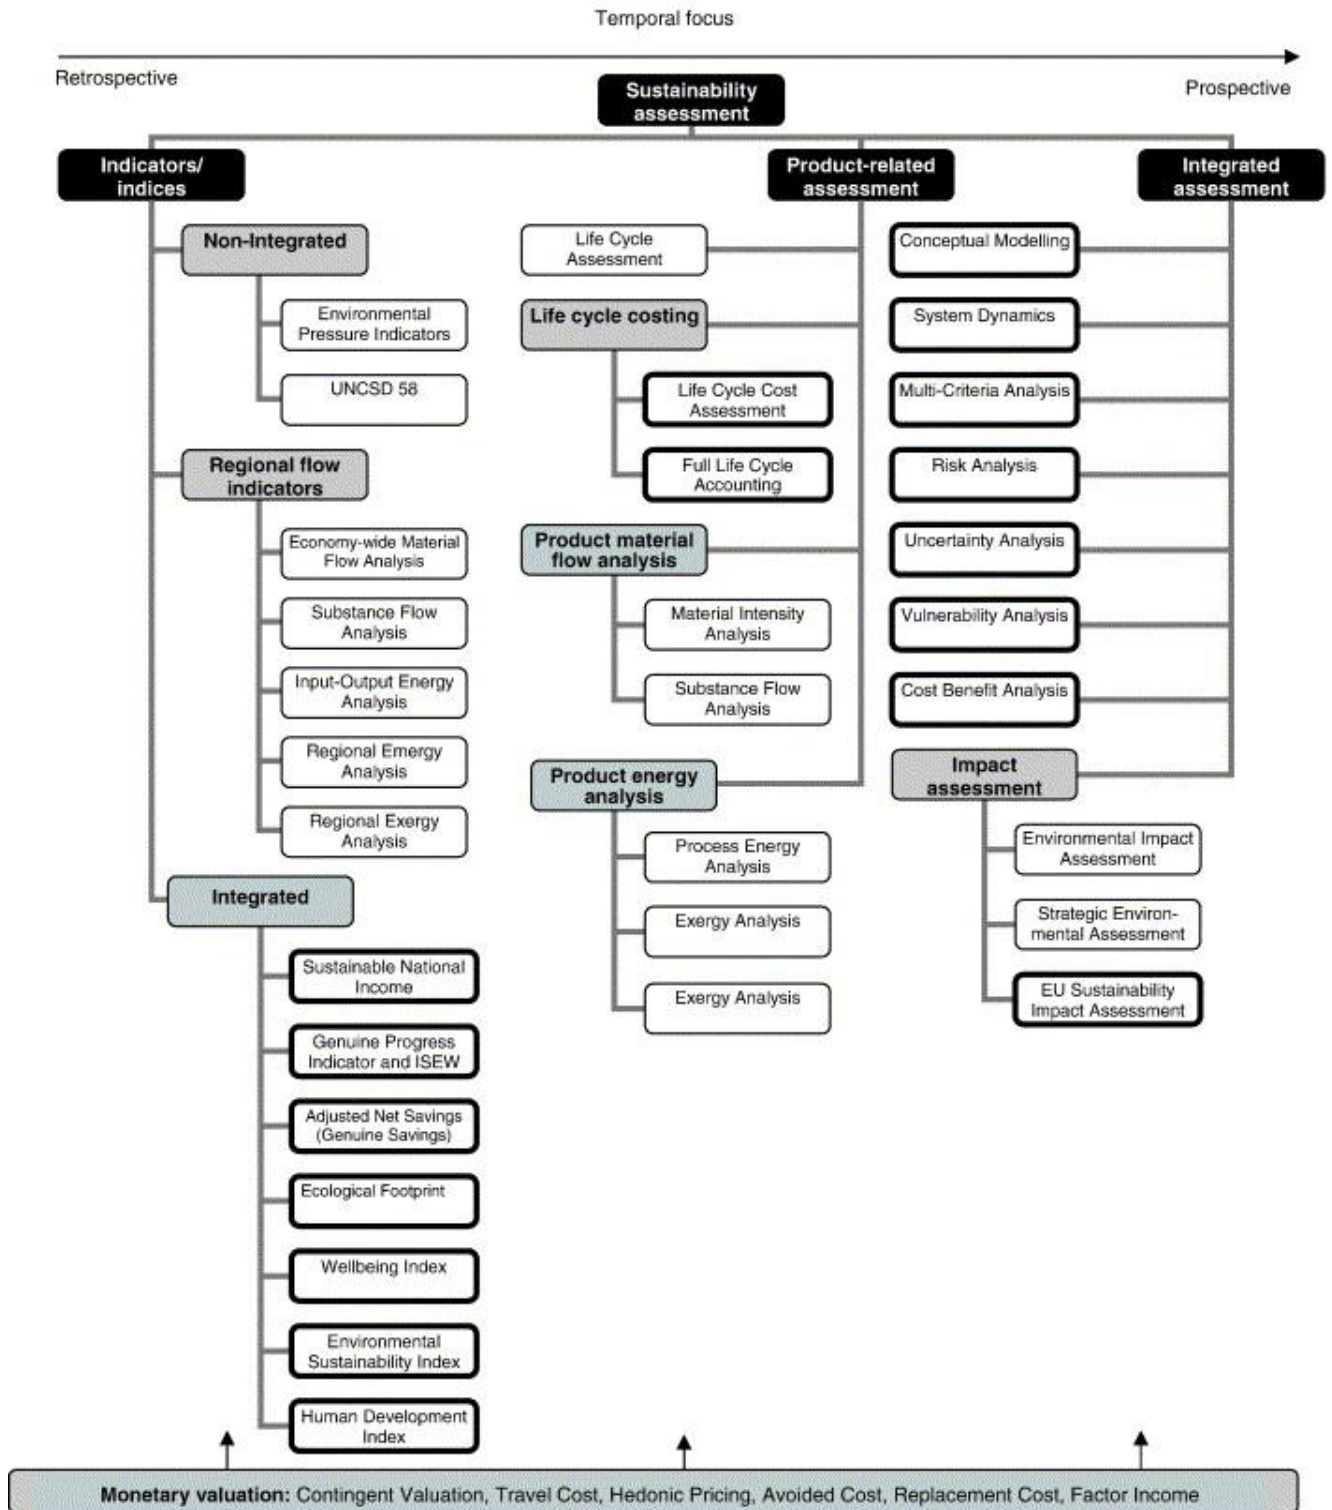 Temporal focus
Retrospective
Prospective
Sustainability
assessment
Indicators/
indices
Product-related
assessment
Integrated
assessment
Non-Integrated
Environmental
Pressure Indicators
UNCSD 58
Regional flow
indicators
Economy-wide Material
Flow Analysis
Substance Flow
Analysis
Input-Output Energy
Analysis
Regional Emergy
Analysis
Regional Exergy
Analysis
Integrated
Sustainable National
Income
Genuine Progress
Indicator and ISEW
Adjusted Net Savings
(Genuine Savings)
Ecological Footprint
Wellbeing Index
Environmental
Sustainability Index
Human Development
Index
Life Cycle
Assessment
Life cycle costing
Life Cycle Cost
Assessment
Full Life Cycle
Accounting
Product material
flow analysis
Material Intensity
Analysis
Substance Flow
Analysis
Product energy
analysis
Process Energy
Analysis
Exergy Analysis
Exergy Analysis
Conceptual Modelling
System Dynamics
Multi-Criteria Analysis
Risk Analysis
Uncertainty Analysis
Vulnerability Analysis
Cost Benefit Analysis
Impact
assessment
Environmental Impact
Assessment
Strategic Environ-
mental Assessment
EU Sustainability
Impact Assessment
Monetary valuation: Contingent Valuation, Travel Cost, Hedonic Pricing, Avoided Cost, Replacement Cost, Factor Income